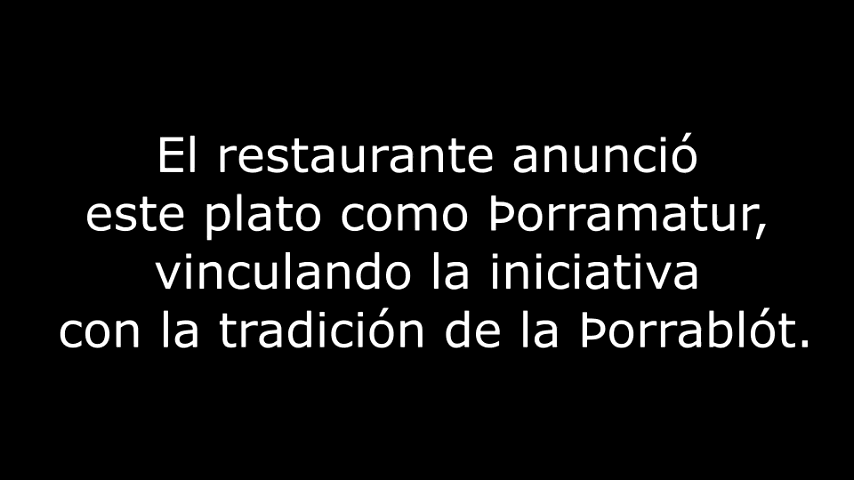 El restaurante anunció
este plato como Þorramatur,
vinculando la iniciativa
con la tradición de la Þorrablót.